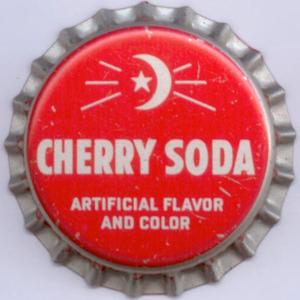 CHERRY SODA
ARTIFICIAL FLAVOR
AND COLOR